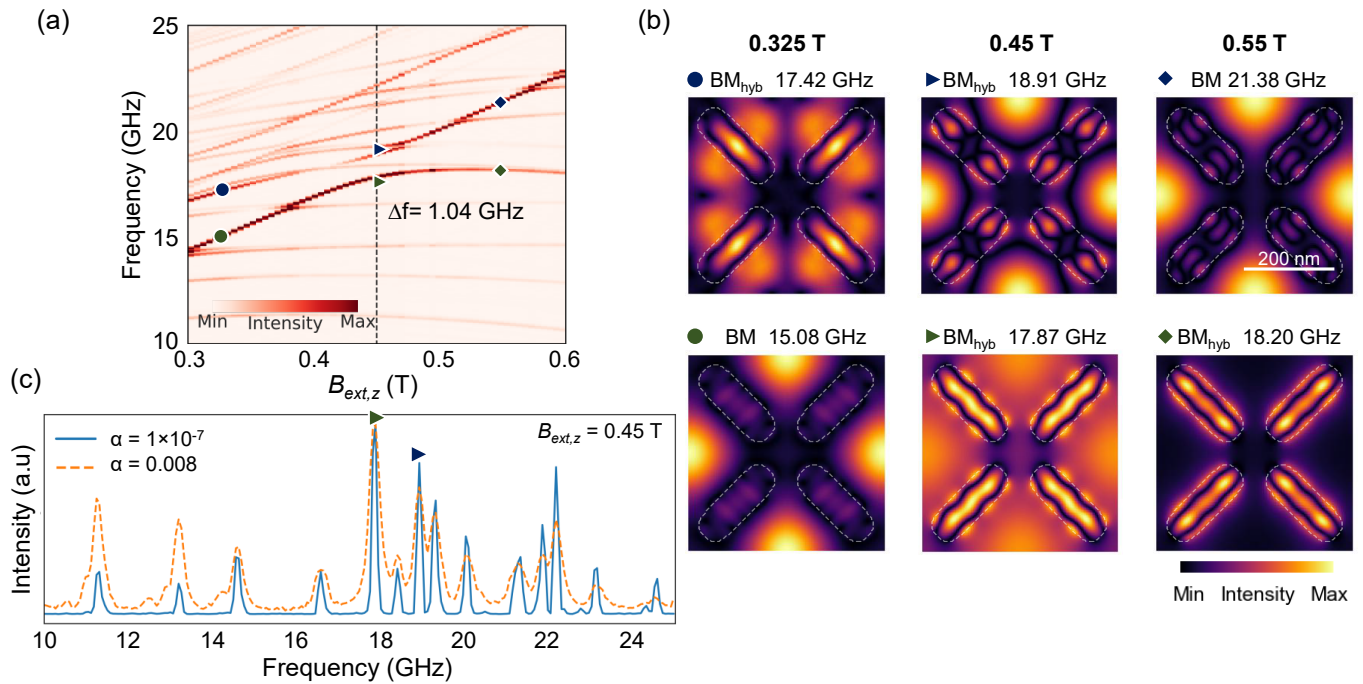 (a)
25
20
15
10
Frequency (GHz)
Δf= 1.04 GHz
Min Intensity Max
0.3 0.4 0.5 0.6
B_ext,z (T)
(b)
0.325 T 0.45 T 0.55 T
BM_hyb 17.42 GHz BM_hyb 18.91 GHz BM 21.38 GHz
200 nm
BM 15.08 GHz BM_hyb 17.87 GHz BM_hyb 18.20 GHz
Min Intensity Max
(c)
α = 1×10⁻⁷
α = 0.008
B_ext,z = 0.45 T
Intensity (a.u)
10 12 14 16 18 20 22 24
Frequency (GHz)